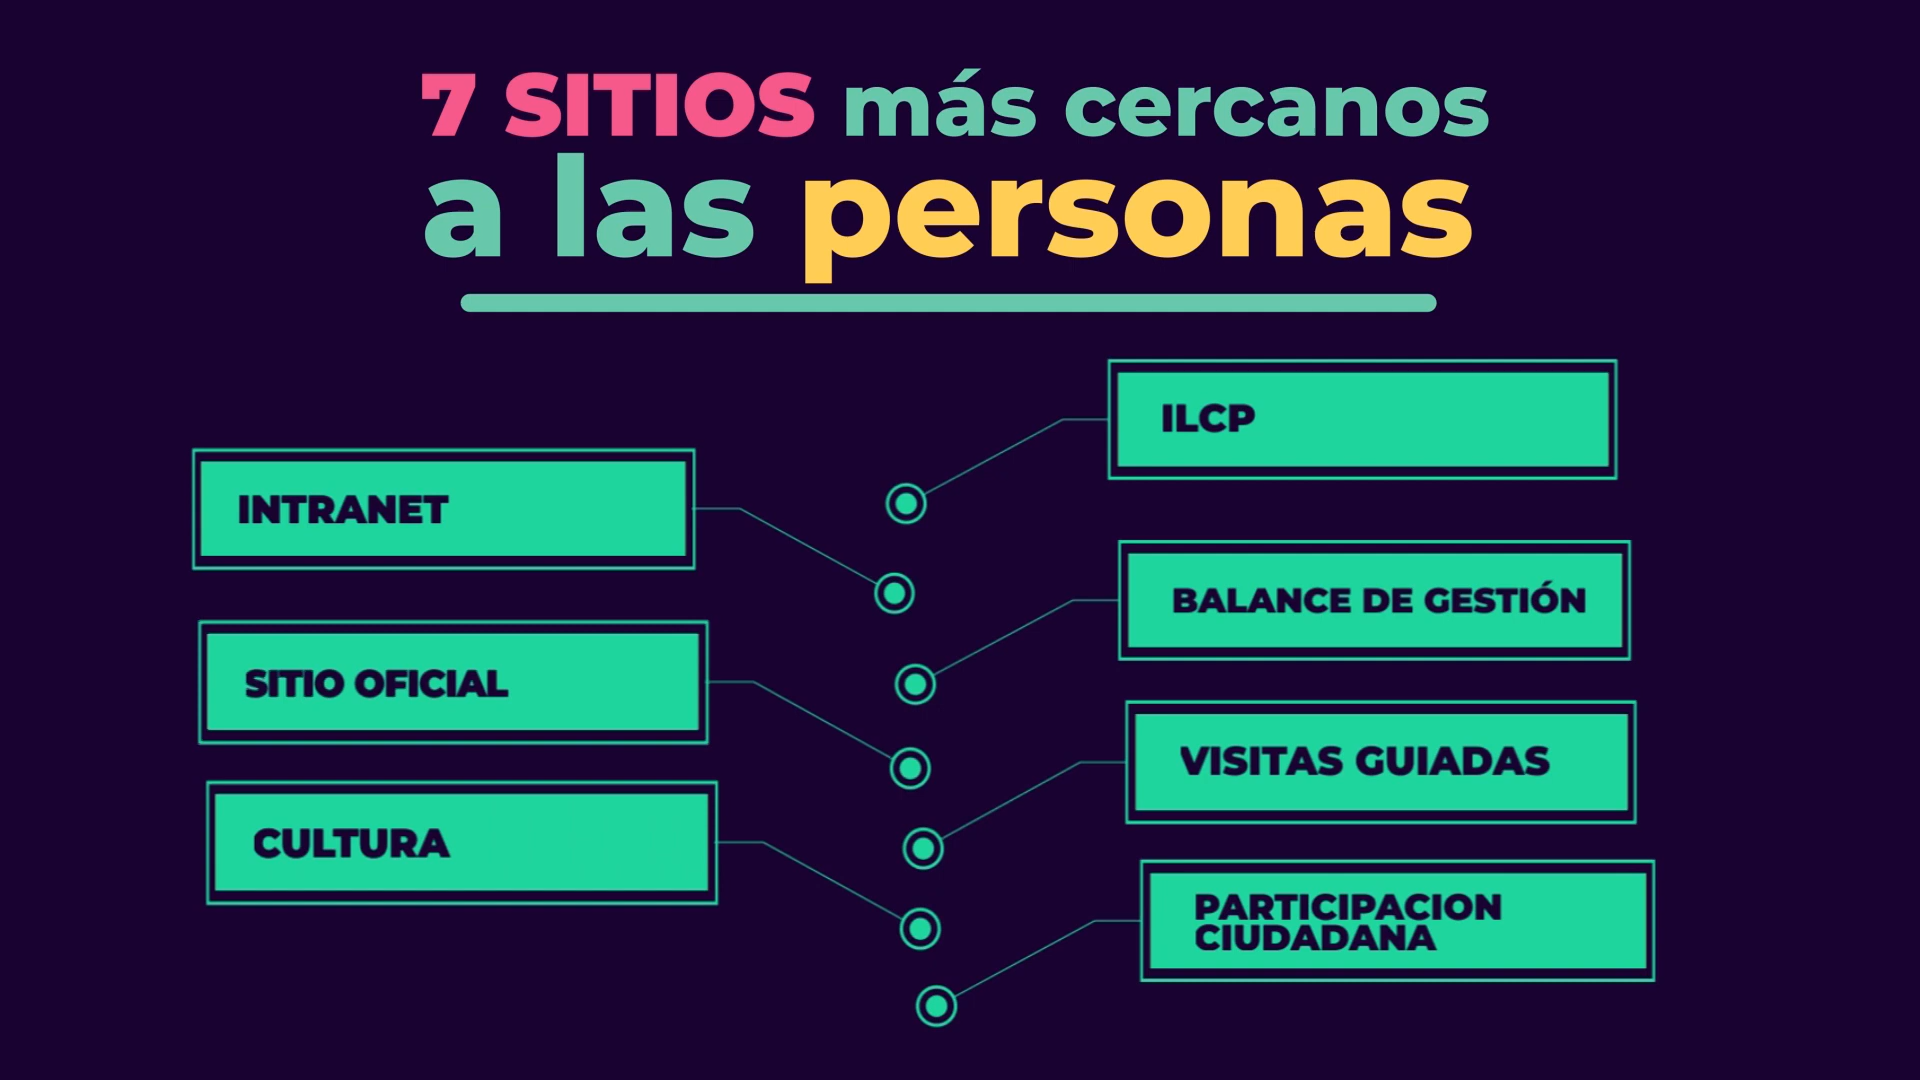 7 SITIOS más cercanos
a las personas
ILCP
INTRANET
BALANCE DE GESTIÓN
SITIO OFICIAL
VISITAS GUIADAS
CULTURA
PARTICIPACION
CIUDADANA